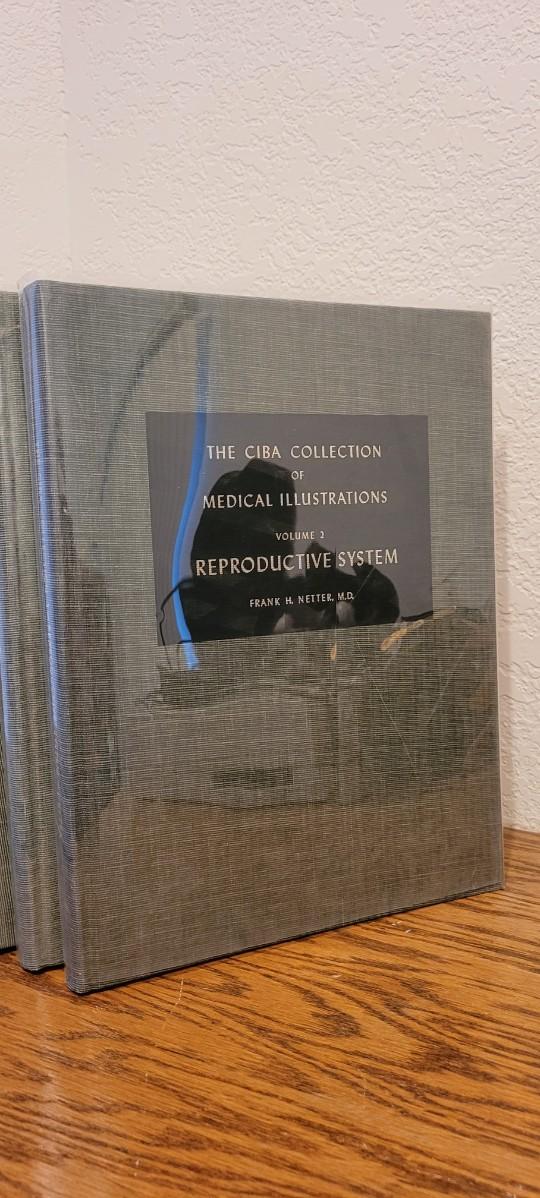 THE CIBA COLLECTION
OF
MEDICAL ILLUSTRATIONS
VOLUME 2
REPRODUCTIVE SYSTEM
FRANK H. NETTER, M.D.